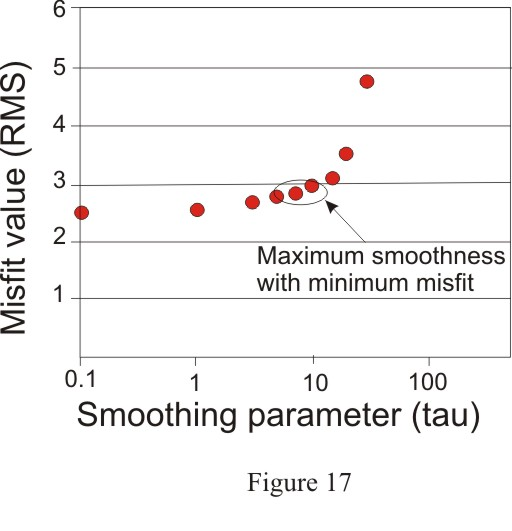 6
5
4
3
2
1
Misfit value (RMS)
Maximum smoothness
with minimum misfit
0.1 1 10 100
Smoothing parameter (tau)
Figure 17